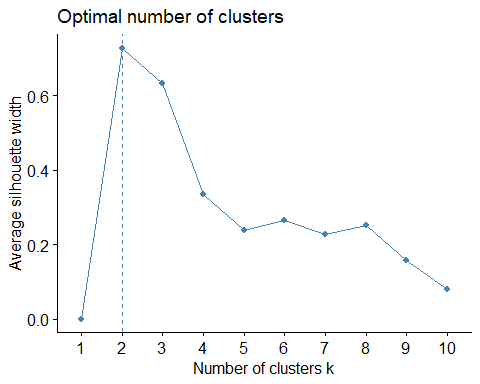 Optimal number of clusters
Average silhouette width
0.6
0.4
0.2
0.0
1 2 3 4 5 6 7 8 9 10
Number of clusters k